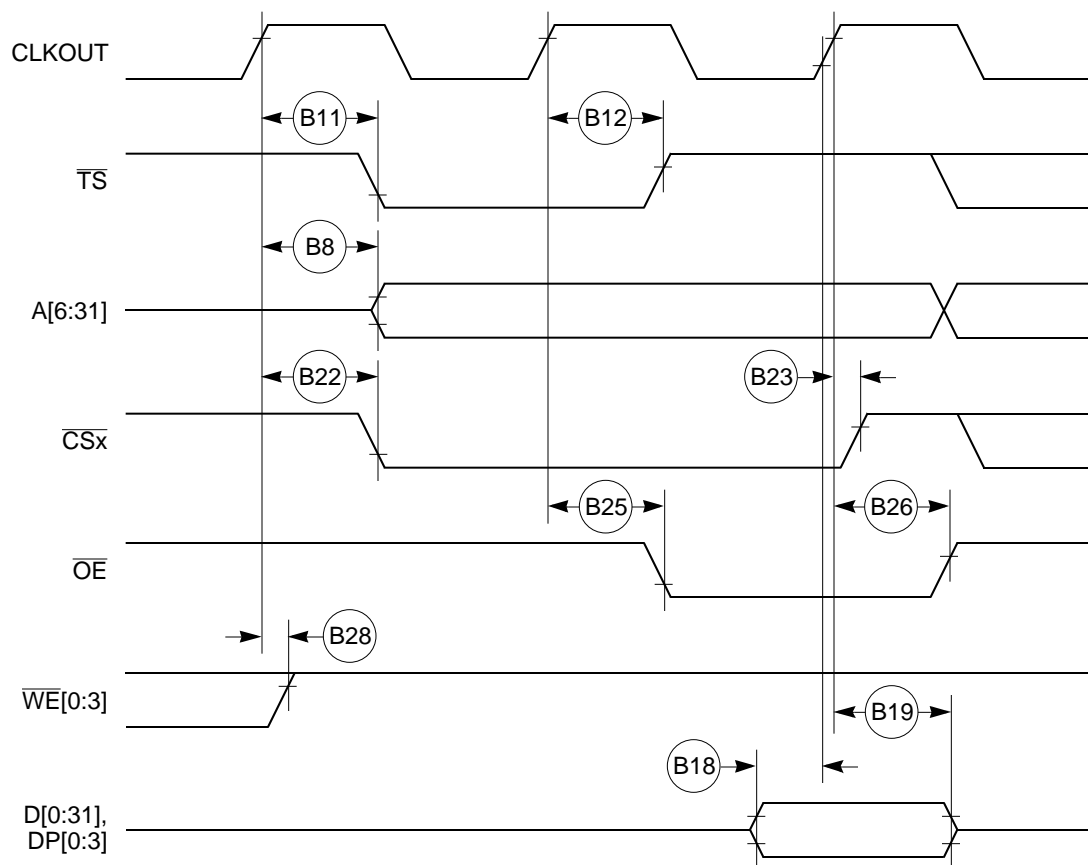 CLKOUT
B11
B12
TS
B8
A[6:31]
B22
B23
CSx
B25
B26
OE
B28
WE[0:3]
B19
B18
D[0:31],
DP[0:3]